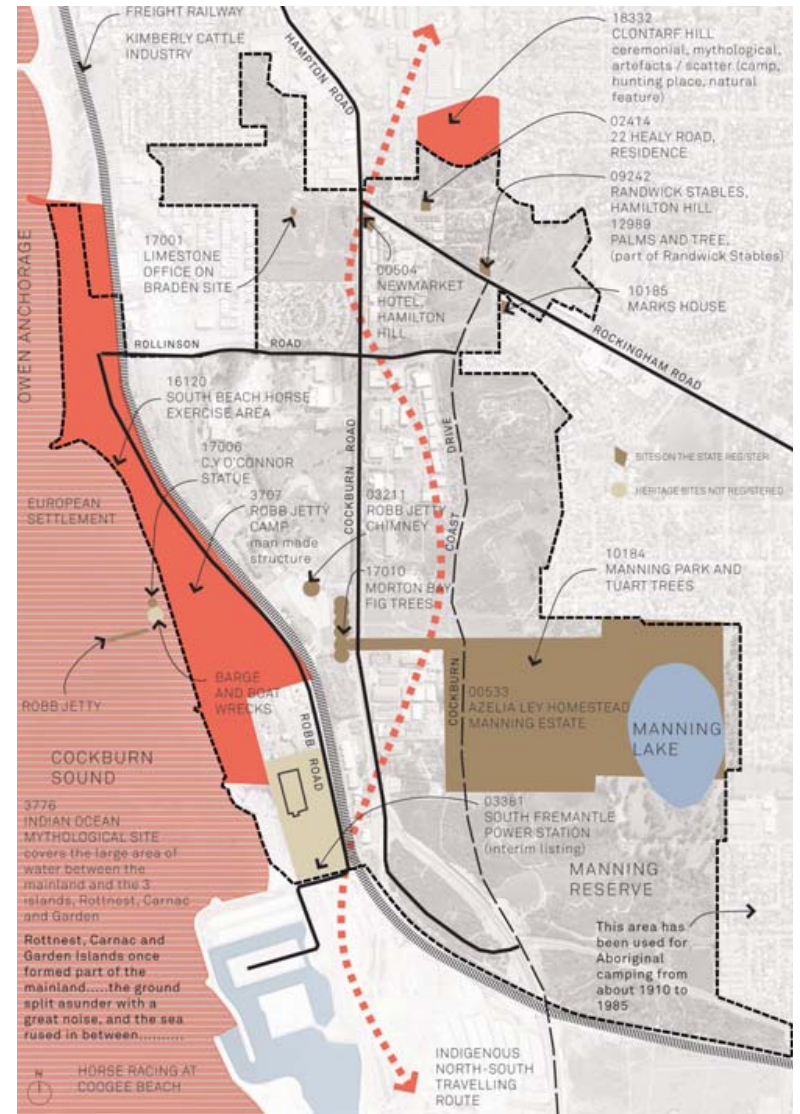 FREIGHT RAILWAY
KIMBERLY CATTLE
INDUSTRY
HAMPTON ROAD
18332
CLONTARF HILL
ceremonial, mythological,
artefacts / scatter (camp,
hunting place, natural
feature)
02414
22 HEALY ROAD,
RESIDENCE
09242
RANDWICK STABLES,
HAMILTON HILL
12989
PALMS AND TREE,
(part of Randwick Stables)
10185
MARKS HOUSE
17001
LIMESTONE
OFFICE ON
BRADEN SITE
00504
NEWMARKET
HOTEL,
HAMILTON
HILL
OWEN ANCHORAGE
ROLLINSON ROAD
ROCKINGHAM ROAD
16120
SOUTH BEACH HORSE
EXERCISE AREA
17006
C.Y O'CONNOR
STATUE
EUROPEAN
SETTLEMENT
3707
ROBB JETTY
CAMP
man made
structure
03211
ROBB JETTY
CHIMNEY
COCKBURN ROAD
COCKBURN COAST DRIVE
SITES ON THE STATE REGISTER
HERITAGE SITES NOT REGISTERED
17010
MORTON BAY
FIG TREES
10184
MANNING PARK AND
TUART TREES
ROBB JETTY
BARGE
AND BOAT
WRECKS
ROBB ROAD
00533
AZELIA LEY HOMESTEAD
MANNING ESTATE
MANNING
LAKE
COCKBURN
SOUND
3776
INDIAN OCEAN
MYTHOLOGICAL SITE
covers the large area of
water between the
mainland and the 3
islands, Rottnest, Carnac
and Garden
Rottnest, Carnac and
Garden Islands once
formed part of the
mainland.....the ground
split asunder with a
great noise, and the sea
rused in between..........
03381
SOUTH FREMANTLE
POWER STATION
(interim listing)
MANNING
RESERVE
This area has
been used for
Aboriginal
camping from
about 1910 to
1985
N
HORSE RACING AT
COOGEE BEACH
INDIGENOUS
NORTH-SOUTH
TRAVELLING
ROUTE